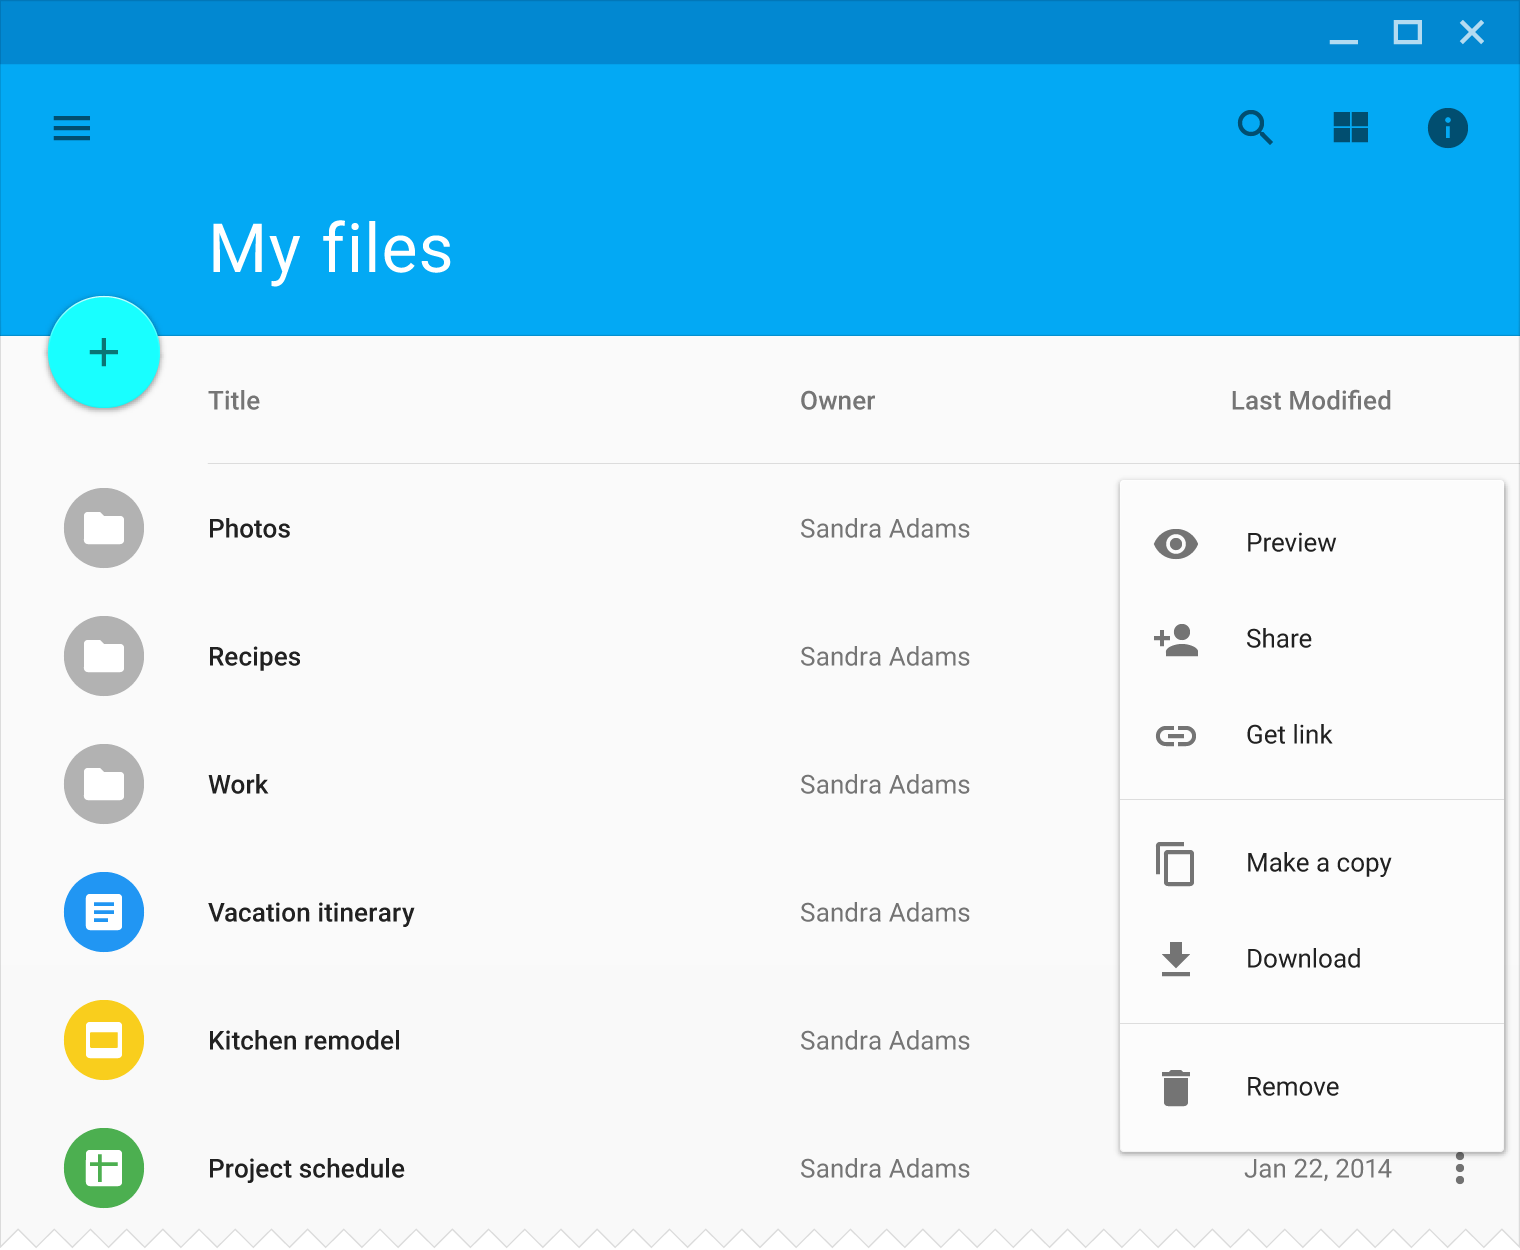 My files
Title Owner Last Modified
Photos Sandra Adams
Preview
Share
Recipes Sandra Adams
Get link
Work Sandra Adams
Make a copy
Vacation itinerary Sandra Adams
Download
Kitchen remodel Sandra Adams
Remove
Project schedule Sandra Adams Jan 22, 2014